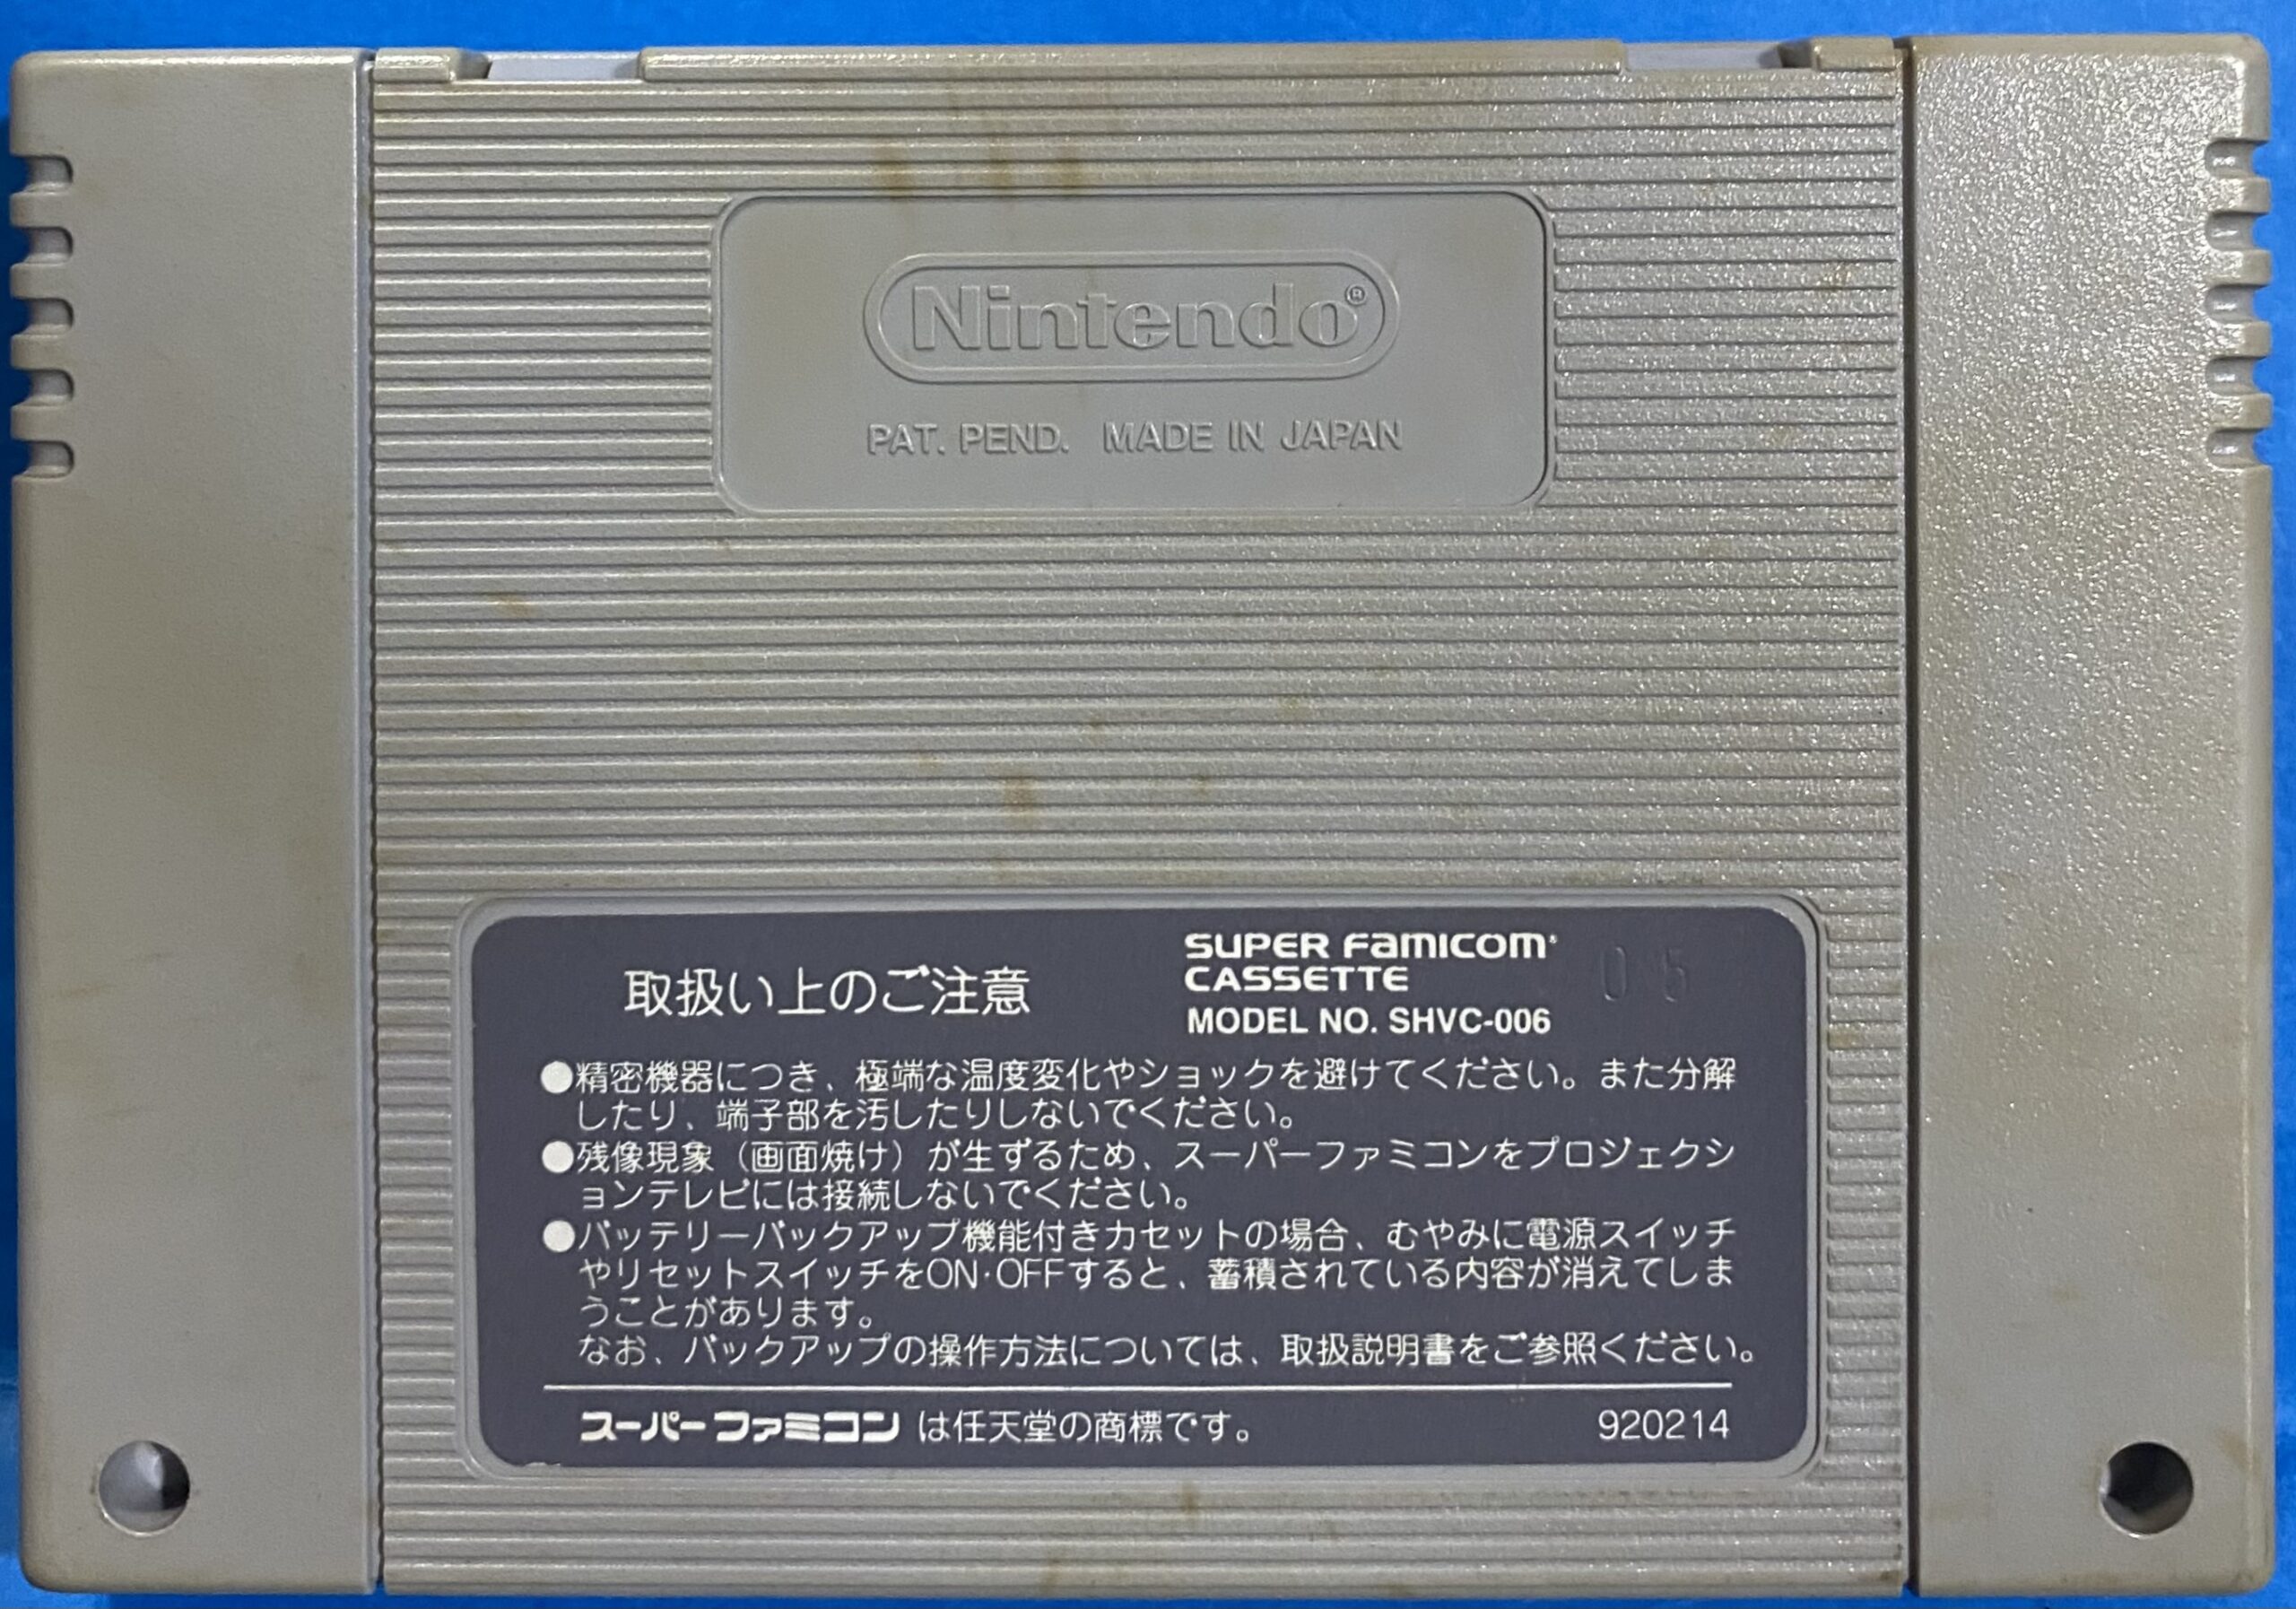 Nintendo®
PAT. PEND. MADE IN JAPAN
取扱い上のご注意
SUPER FAMICOM®
CASSETTE
MODEL NO. SHVC-006
05
●精密機器につき、極端な温度変化やショックを避けてください。また分解
したり、端子部を汚したりしないでください。
●残像現象（画面焼け）が生ずるため、スーパーファミコンをプロジェクシ
ョンテレビには接続しないでください。
●バッテリーバックアップ機能付きカセットの場合、むやみに電源スイッチ
やリセットスイッチをON・OFFすると、蓄積されている内容が消えてしま
うことがあります。
なお、バックアップの操作方法については、取扱説明書をご参照ください。
スーパーファミコン は任天堂の商標です。 920214